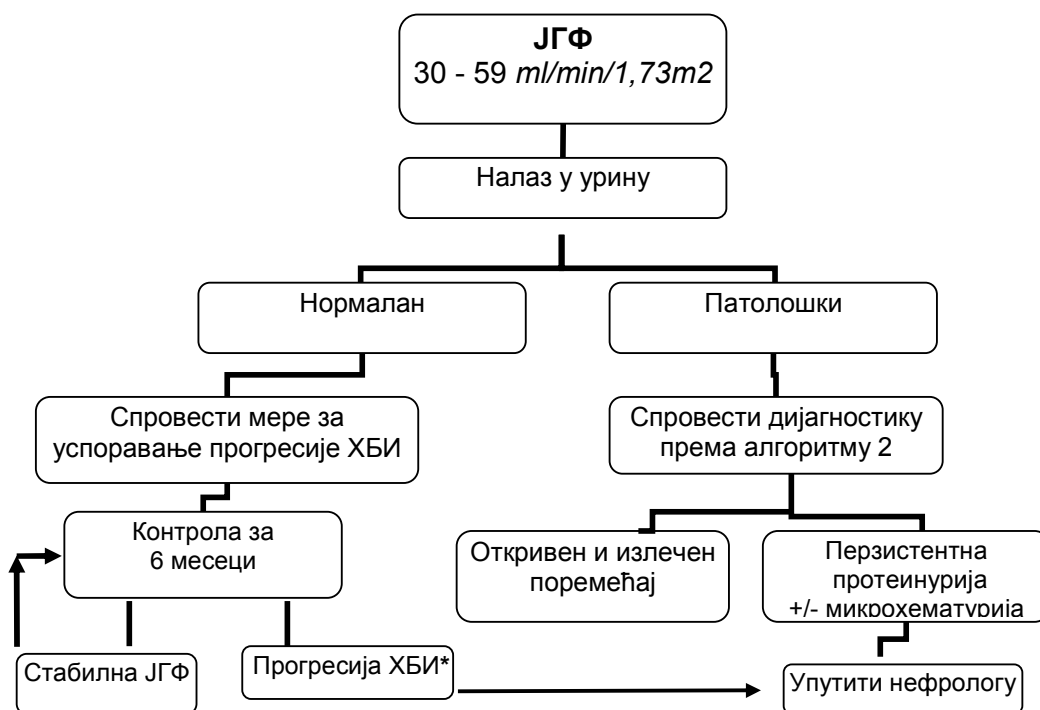 ЈГФ
30 - 59 ml/min/1,73m2
Налаз у урину
Нормалан
Патолошки
Спровести мере за
успоравање прогресије ХБИ
Спровести дијагностику
према алгоритму 2
Контрола за
6 месеци
Откривен и излечен
поремећај
Перзистентна
протеинурија
+/- микрохематурија
Стабилна ЈГФ
Прогресија ХБИ*
Упутити нефрологу